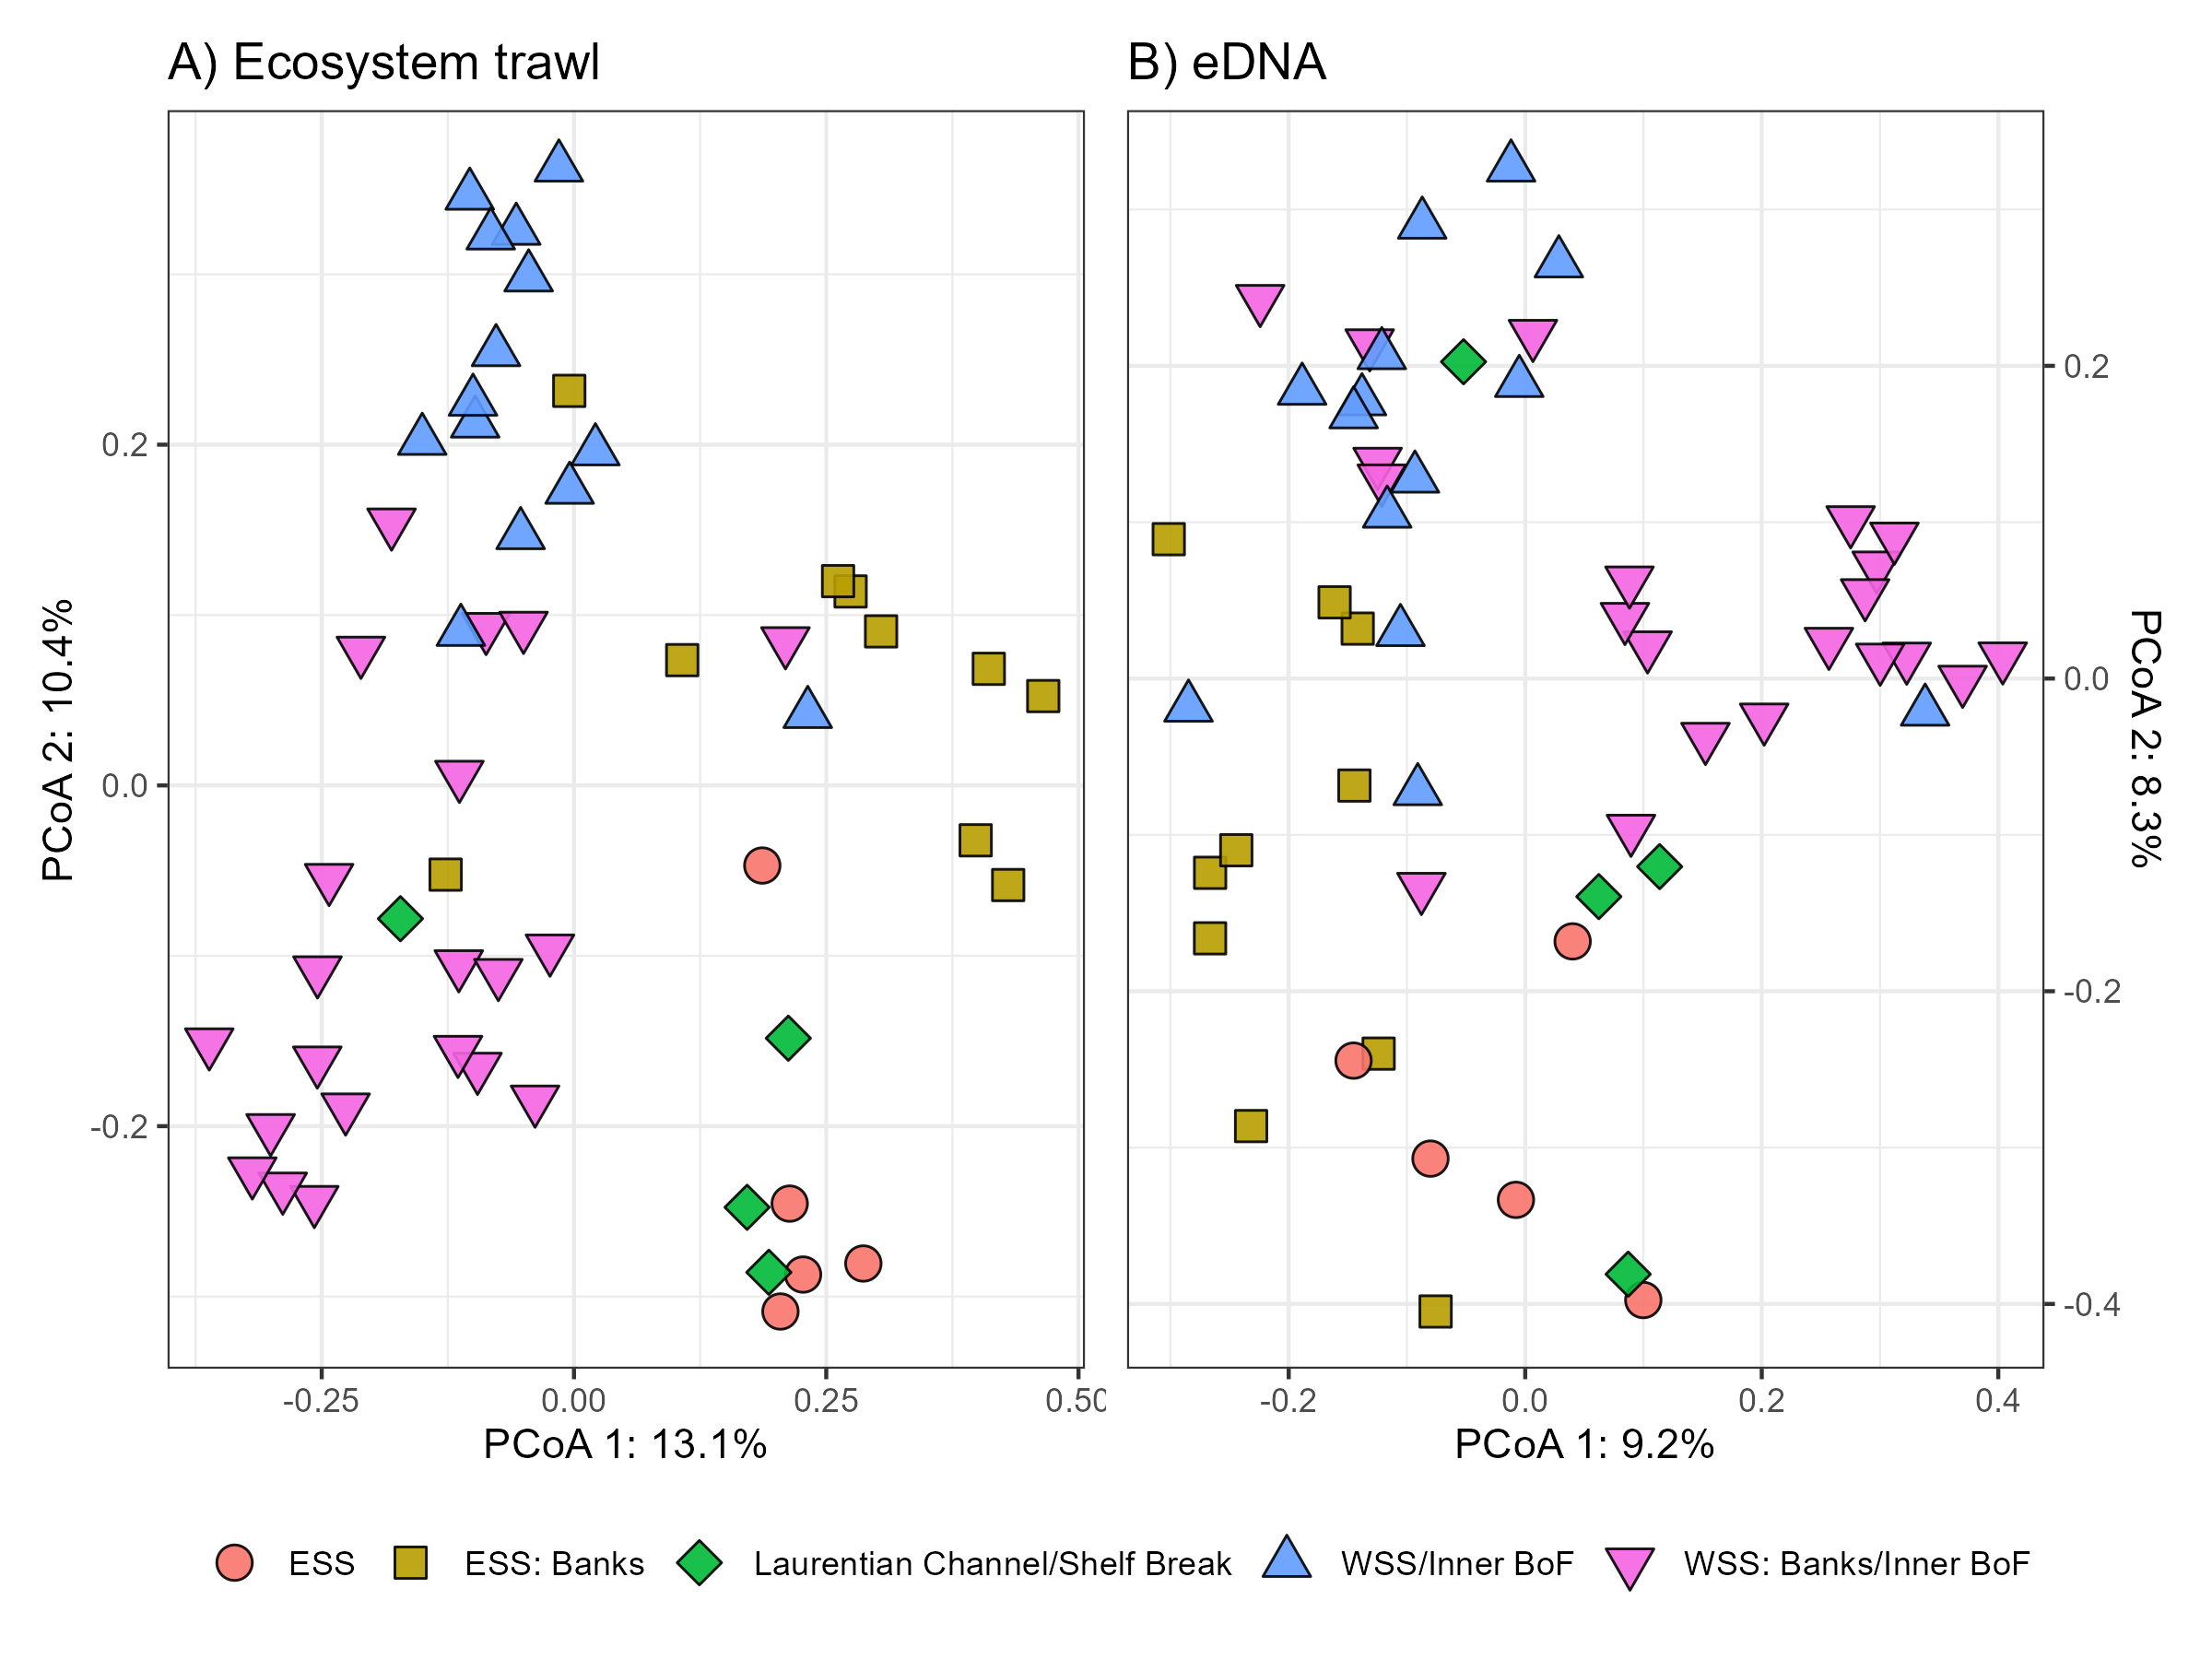 A) Ecosystem trawl
B) eDNA
PCoA 2: 10.4%
0.2
0.0
-0.2
-0.25
0.00
0.25
0.50
PCoA 1: 13.1%
0.2
0.0
-0.2
-0.4
PCoA 2: 8.3%
-0.2
0.0
0.2
0.4
PCoA 1: 9.2%
ESS
ESS: Banks
Laurentian Channel/Shelf Break
WSS/Inner BoF
WSS: Banks/Inner BoF